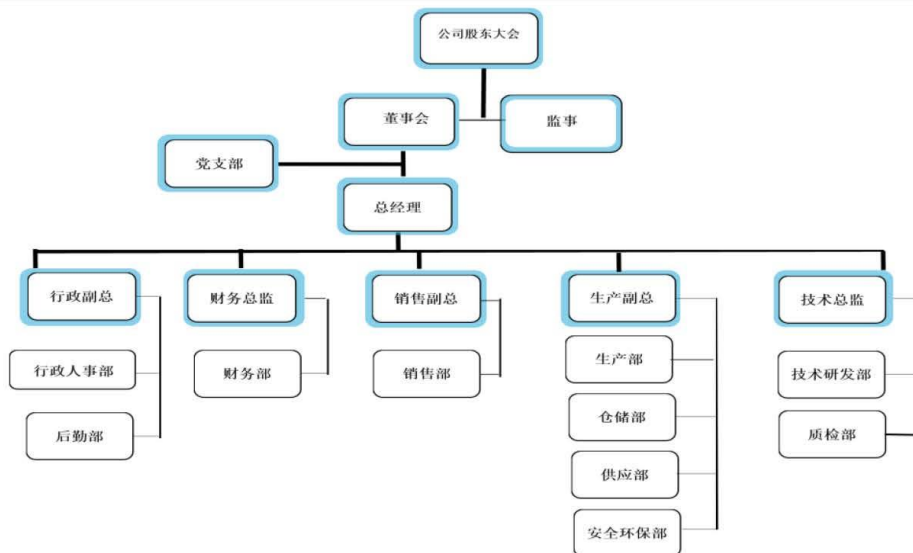 公司股东大会
董事会
监事
党支部
总经理
行政副总
财务总监
销售副总
生产副总
技术总监
行政人事部
财务部
销售部
生产部
技术研发部
后勤部
仓储部
质检部
供应部
安全环保部